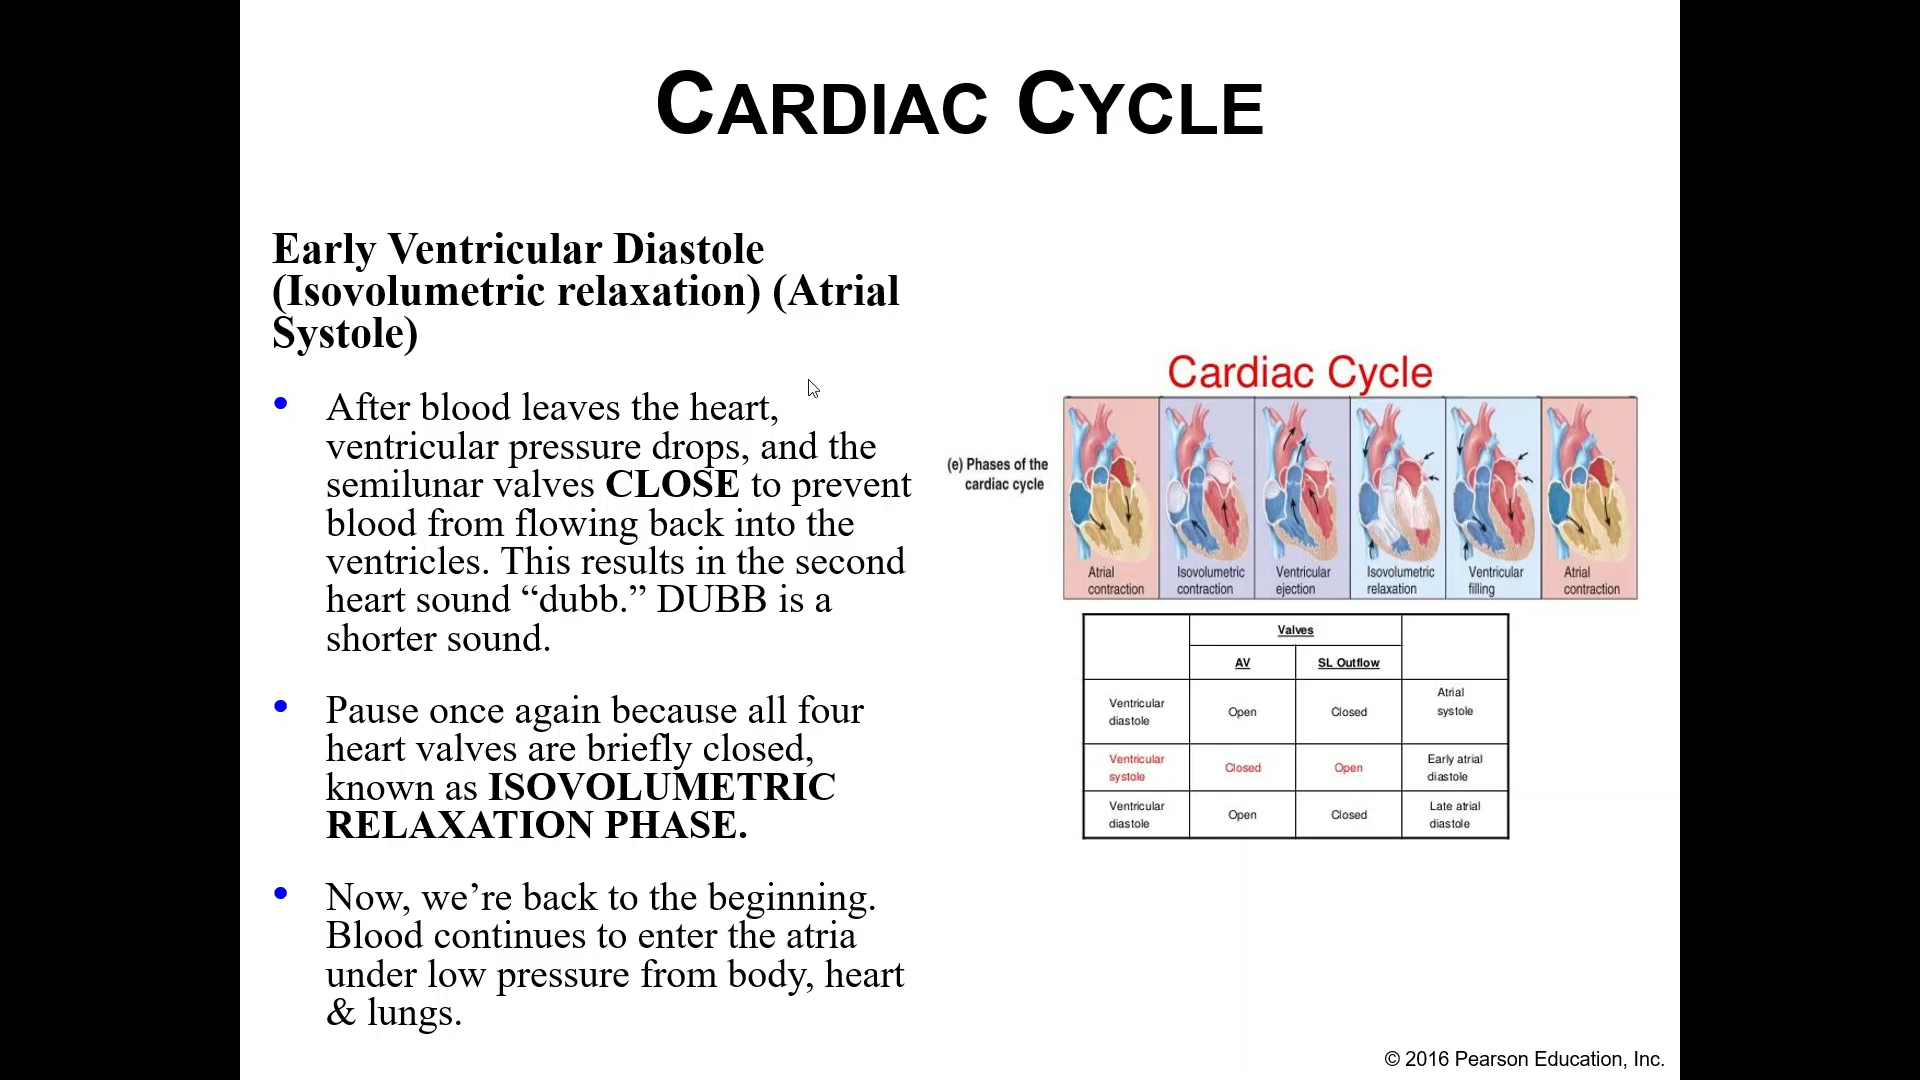 CARDIAC CYCLE
Early Ventricular Diastole
(Isovolumetric relaxation) (Atrial
Systole)
• After blood leaves the heart,
ventricular pressure drops, and the
semilunar valves CLOSE to prevent
blood from flowing back into the
ventricles. This results in the second
heart sound “dubb.” DUBB is a
shorter sound.
• Pause once again because all four
heart valves are briefly closed,
known as ISOVOLUMETRIC
RELAXATION PHASE.
• Now, we’re back to the beginning.
Blood continues to enter the atria
under low pressure from body, heart
& lungs.
Cardiac Cycle
(e) Phases of the
cardiac cycle
Atrial
contraction
Isovolumetric
contraction
Ventricular
ejection
Isovolumetric
relaxation
Ventricular
filling
Atrial
contraction
Valves
AV
SL Outflow
Ventricular
diastole
Open
Closed
Atrial
systole
Ventricular
systole
Closed
Open
Early atrial
diastole
Ventricular
diastole
Open
Closed
Late atrial
diastole
© 2016 Pearson Education, Inc.